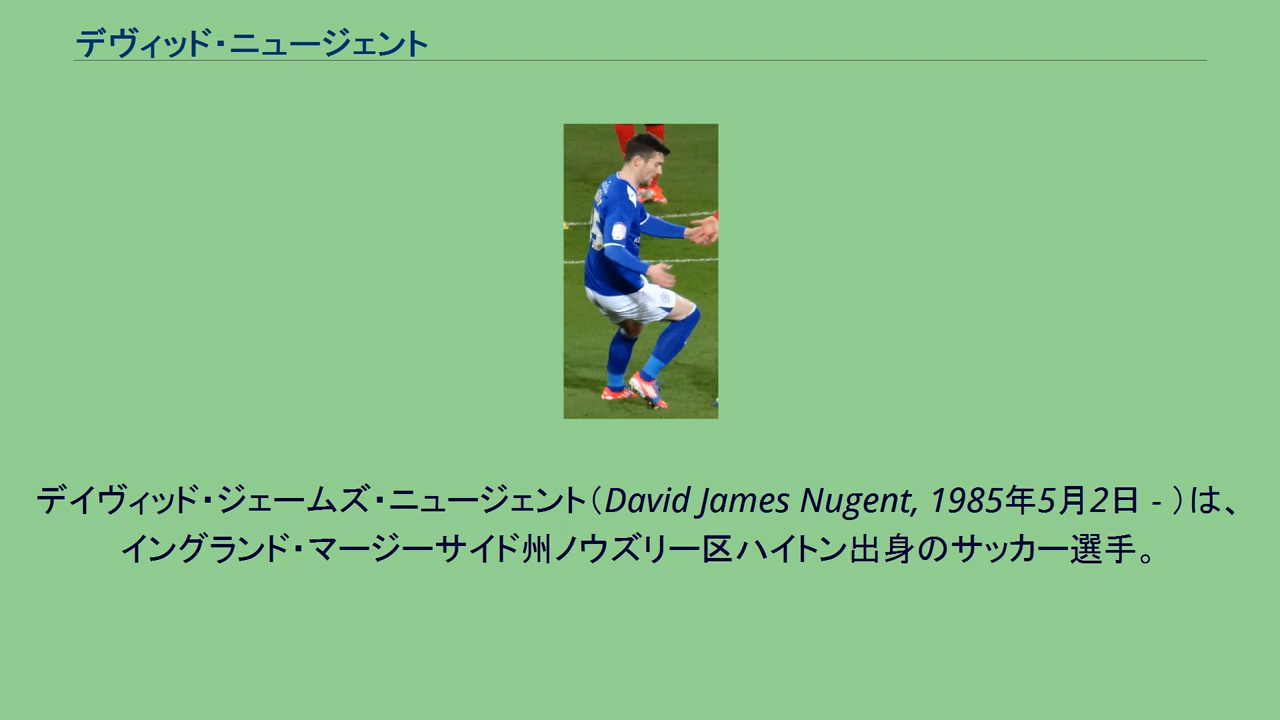 デヴィッド・ニュージェント
デイヴィッド・ジェームズ・ニュージェント（David James Nugent, 1985年5月2日 - ）は、
イングランド・マージーサイド州ノウズリー区ハイトン出身のサッカー選手。